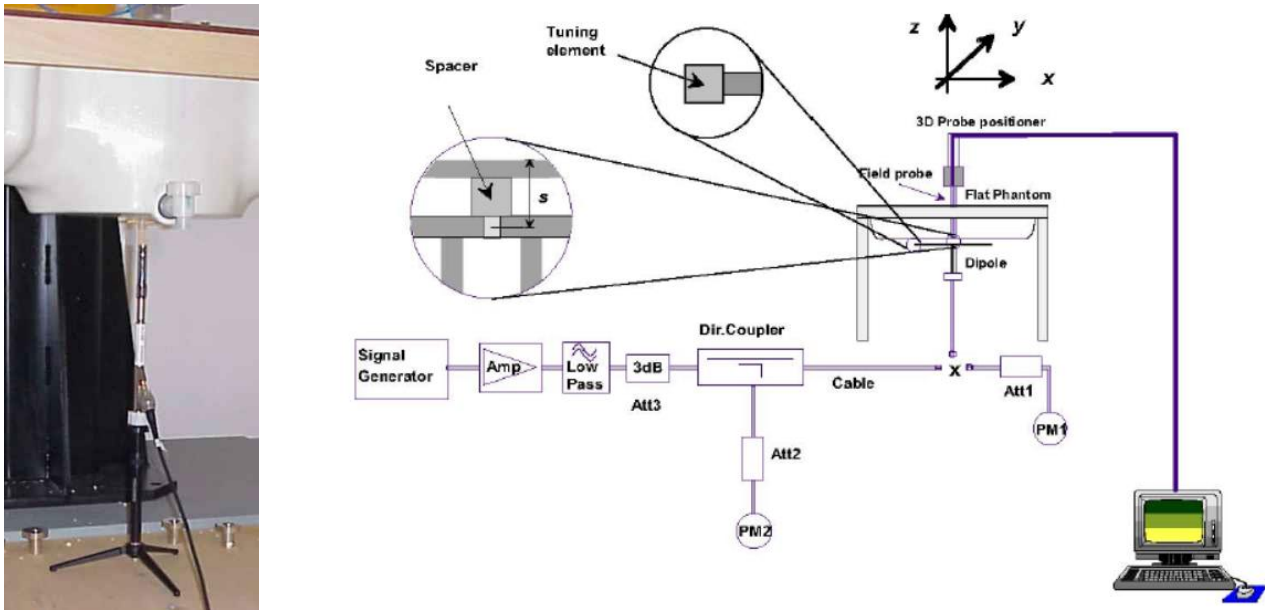 Tuning
element
Spacer
s
z
y
x
3D Probe positioner
Field probe
Flat Phantom
Dipole
Signal
Generator
Amp
Low
Pass
3dB
Att3
Dir.Coupler
Cable
x
Att1
PM1
Att2
PM2